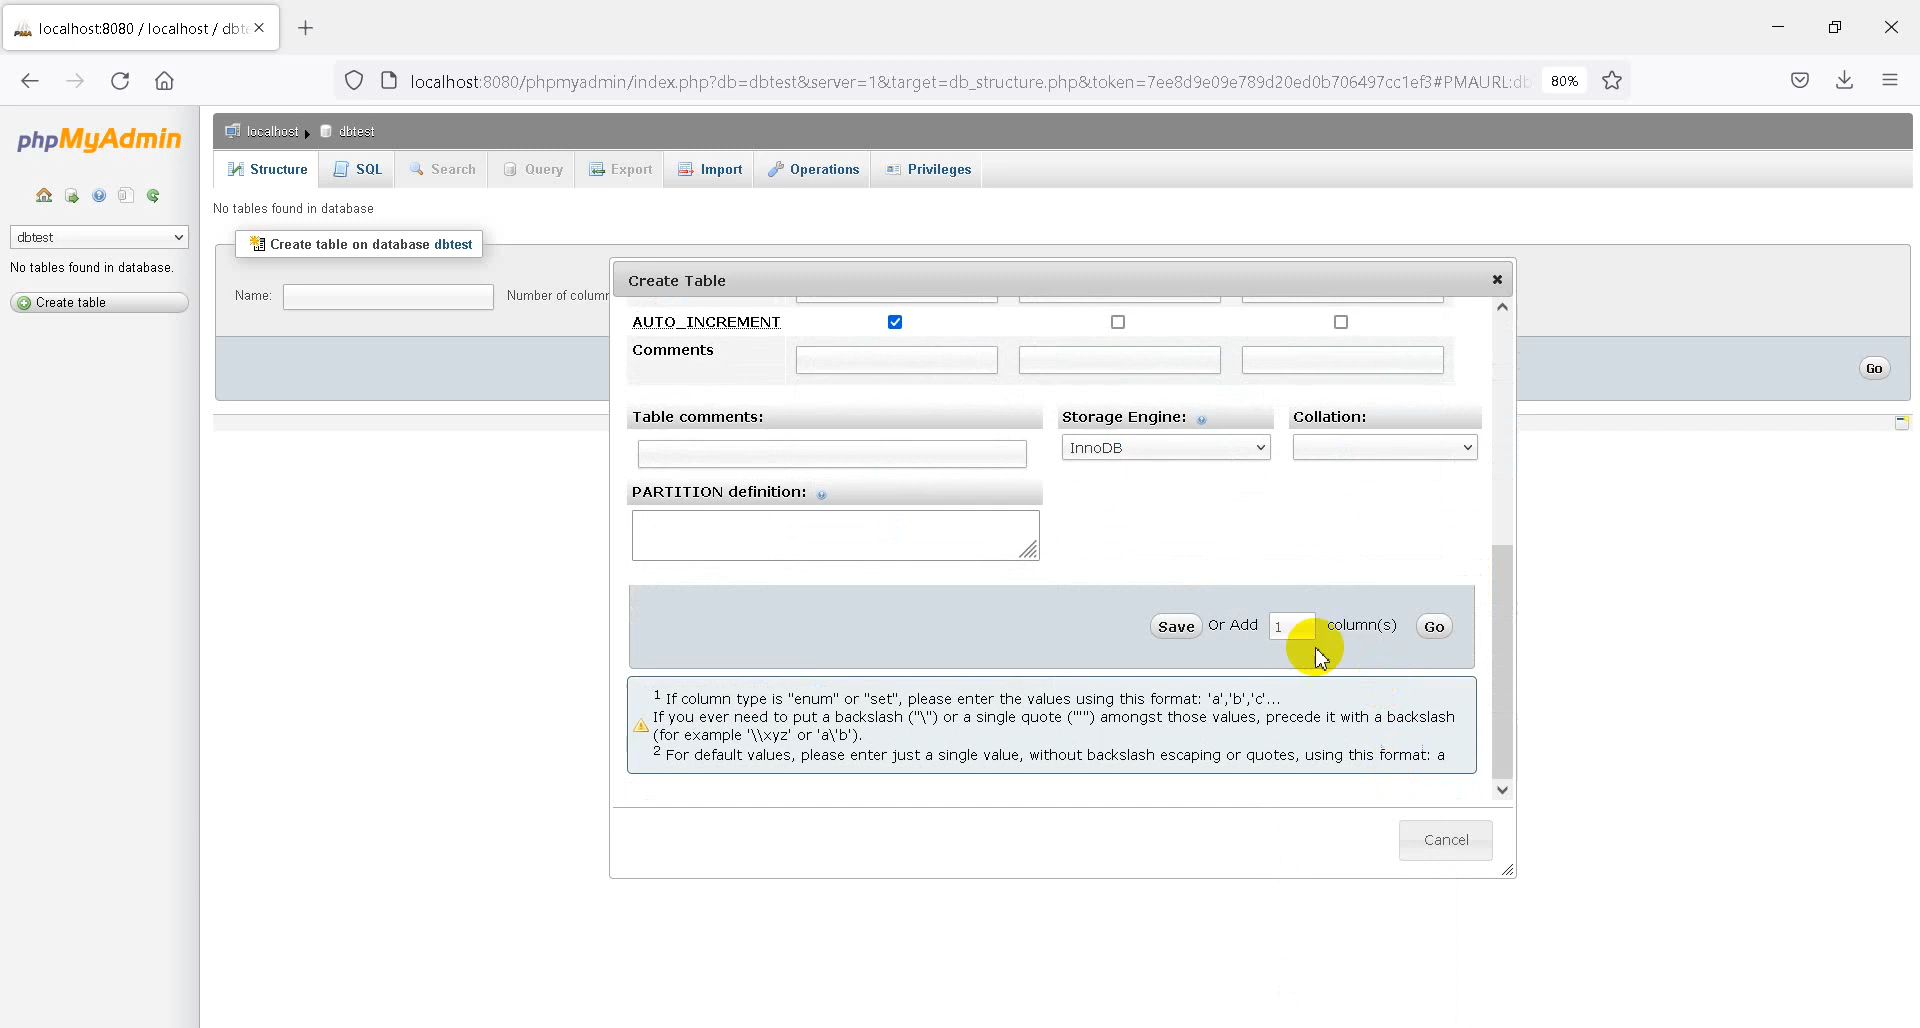 localhost:8080 / localhost / dbte
localhost:8080/phpmyadmin/index.php?db=dbtest&server=1&target=db_structure.php&token=7ee8d9e09e789d20ed0b706497cc1ef3#PMAURL:db
80%
phpMyAdmin
dbtest
No tables found in database.
Create table
localhost
dbtest
Structure
SQL
Search
Query
Export
Import
Operations
Privileges
No tables found in database
Create table on database dbtest
Name:
Number of colum
Go
Create Table
AUTO_INCREMENT
Comments
Table comments:
Storage Engine:
Collation:
InnoDB
PARTITION definition:
Save Or Add 1 column(s) Go
1 If column type is "enum" or "set", please enter the values using this format: 'a','b','c'...
If you ever need to put a backslash ("\") or a single quote ("'") amongst those values, precede it with a backslash
(for example '\\xyz' or 'a\'b').
2 For default values, please enter just a single value, without backslash escaping or quotes, using this format: a
Cancel